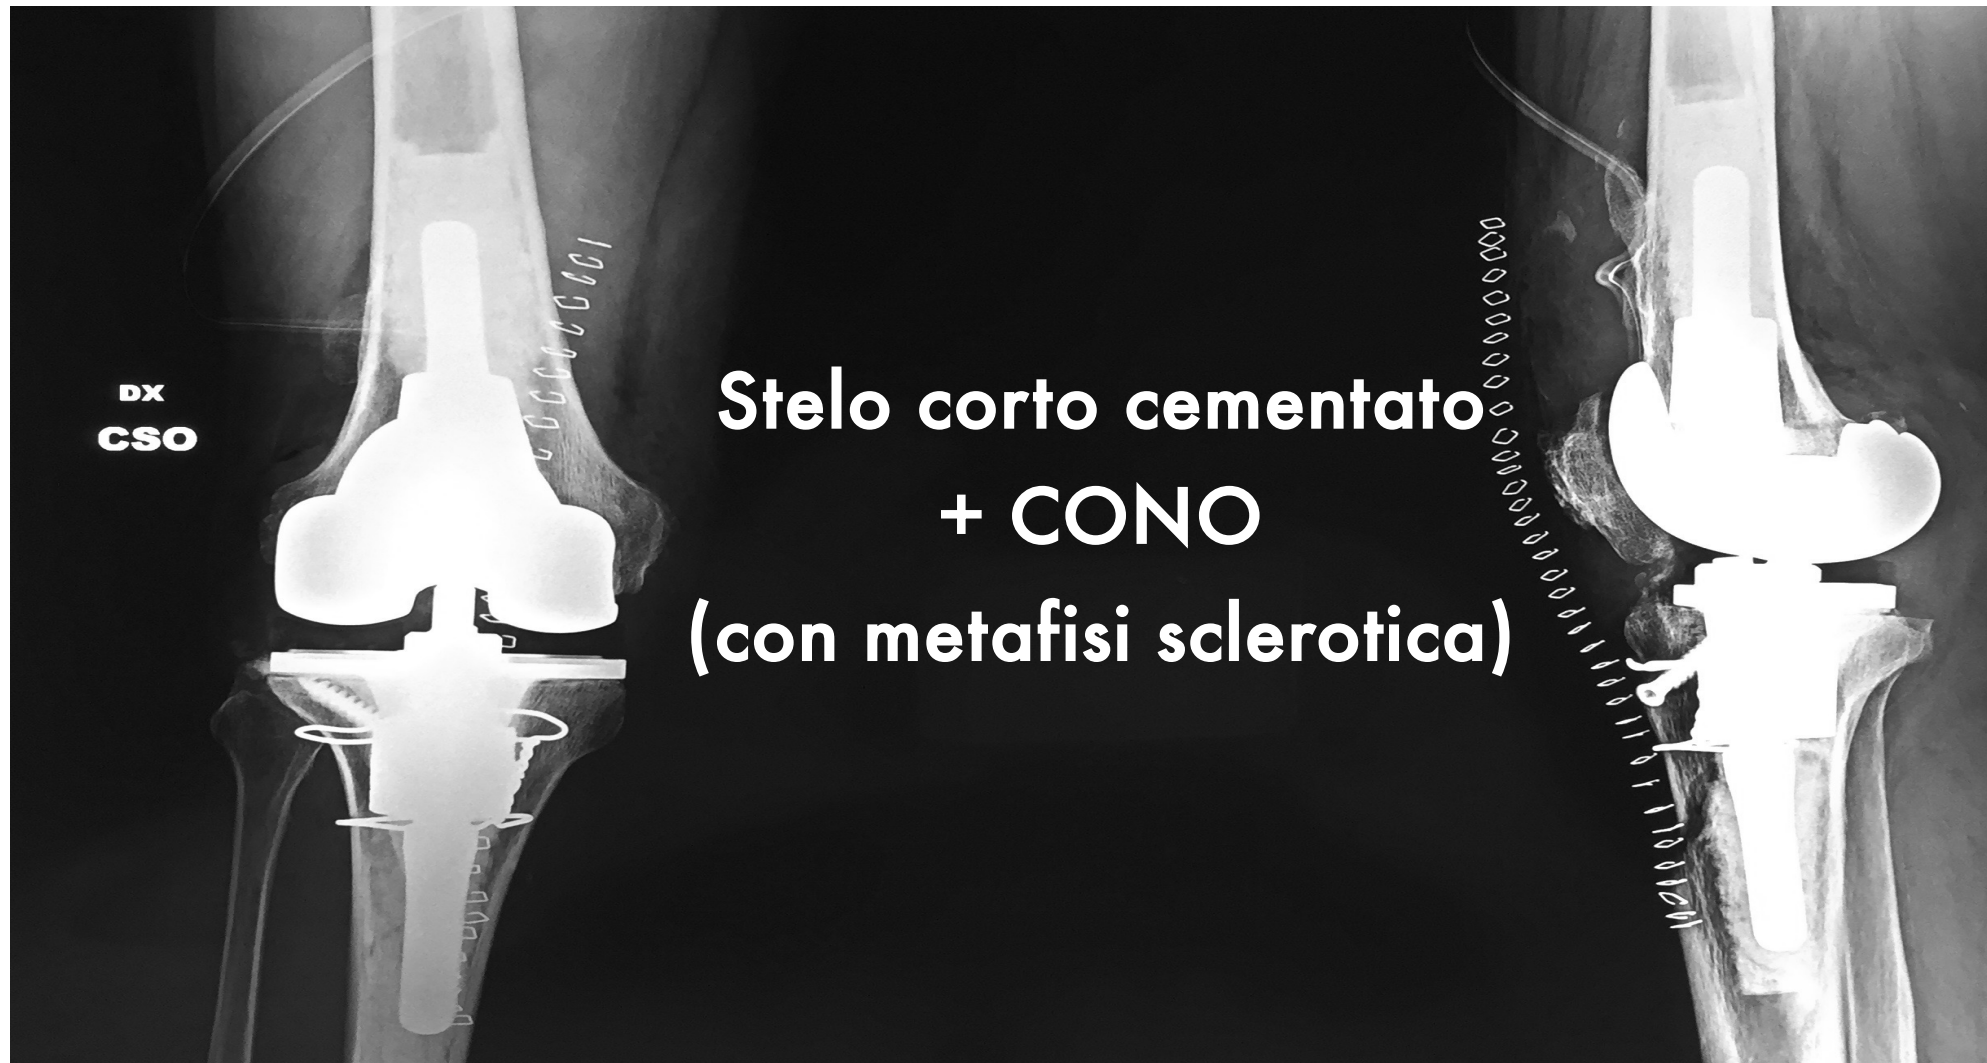 DX
CSO
Stelo corto cementato
+ CONO
(con metafisi sclerotica)